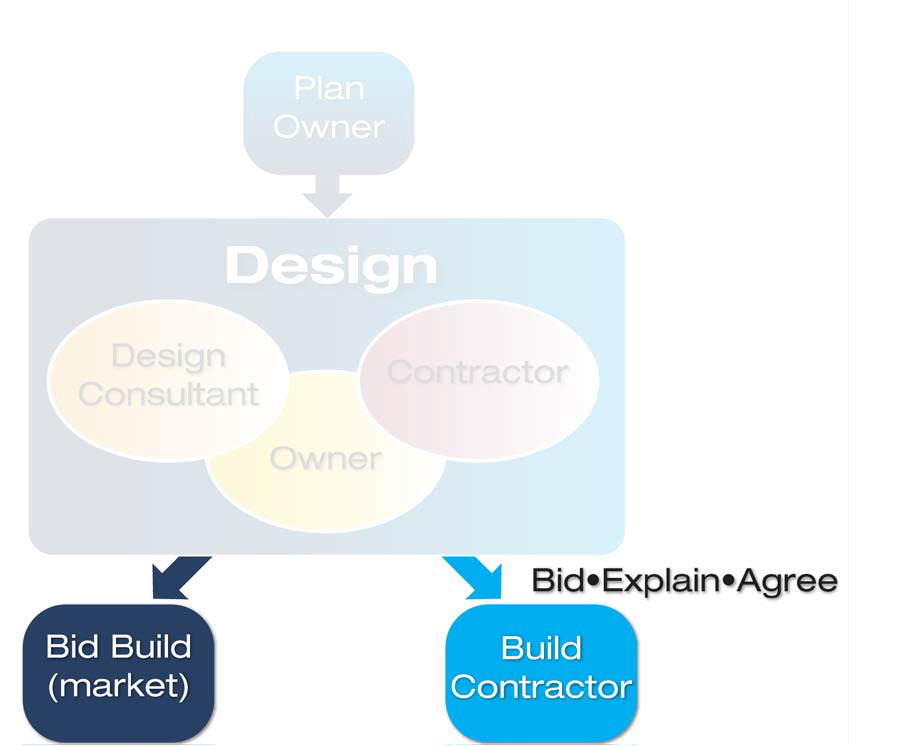 Plan
Owner
Design
Design
Consultant
Contractor
Owner
Bid•Explain•Agree
Bid Build
(market)
Build
Contractor